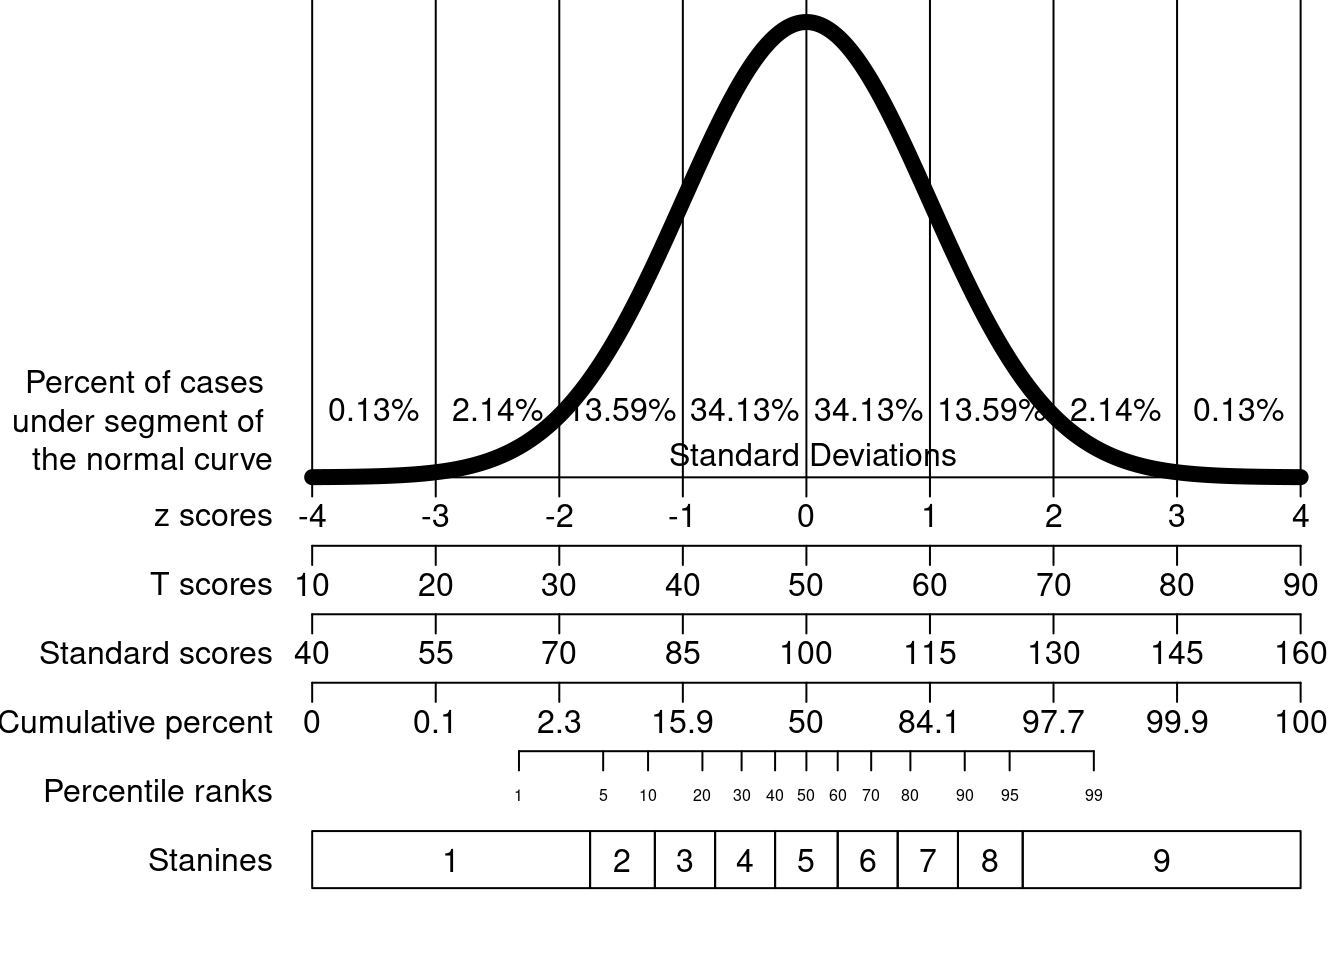 Percent of cases
under segment of
the normal curve
0.13% 2.14% 13.59% 34.13% 34.13% 13.59% 2.14% 0.13%
Standard Deviations
z scores -4 -3 -2 -1 0 1 2 3 4
T scores 10 20 30 40 50 60 70 80 90
Standard scores 40 55 70 85 100 115 130 145 160
Cumulative percent 0 0.1 2.3 15.9 50 84.1 97.7 99.9 100
Percentile ranks 1 5 10 20 30 40 50 60 70 80 90 95 99
Stanines 1 2 3 4 5 6 7 8 9